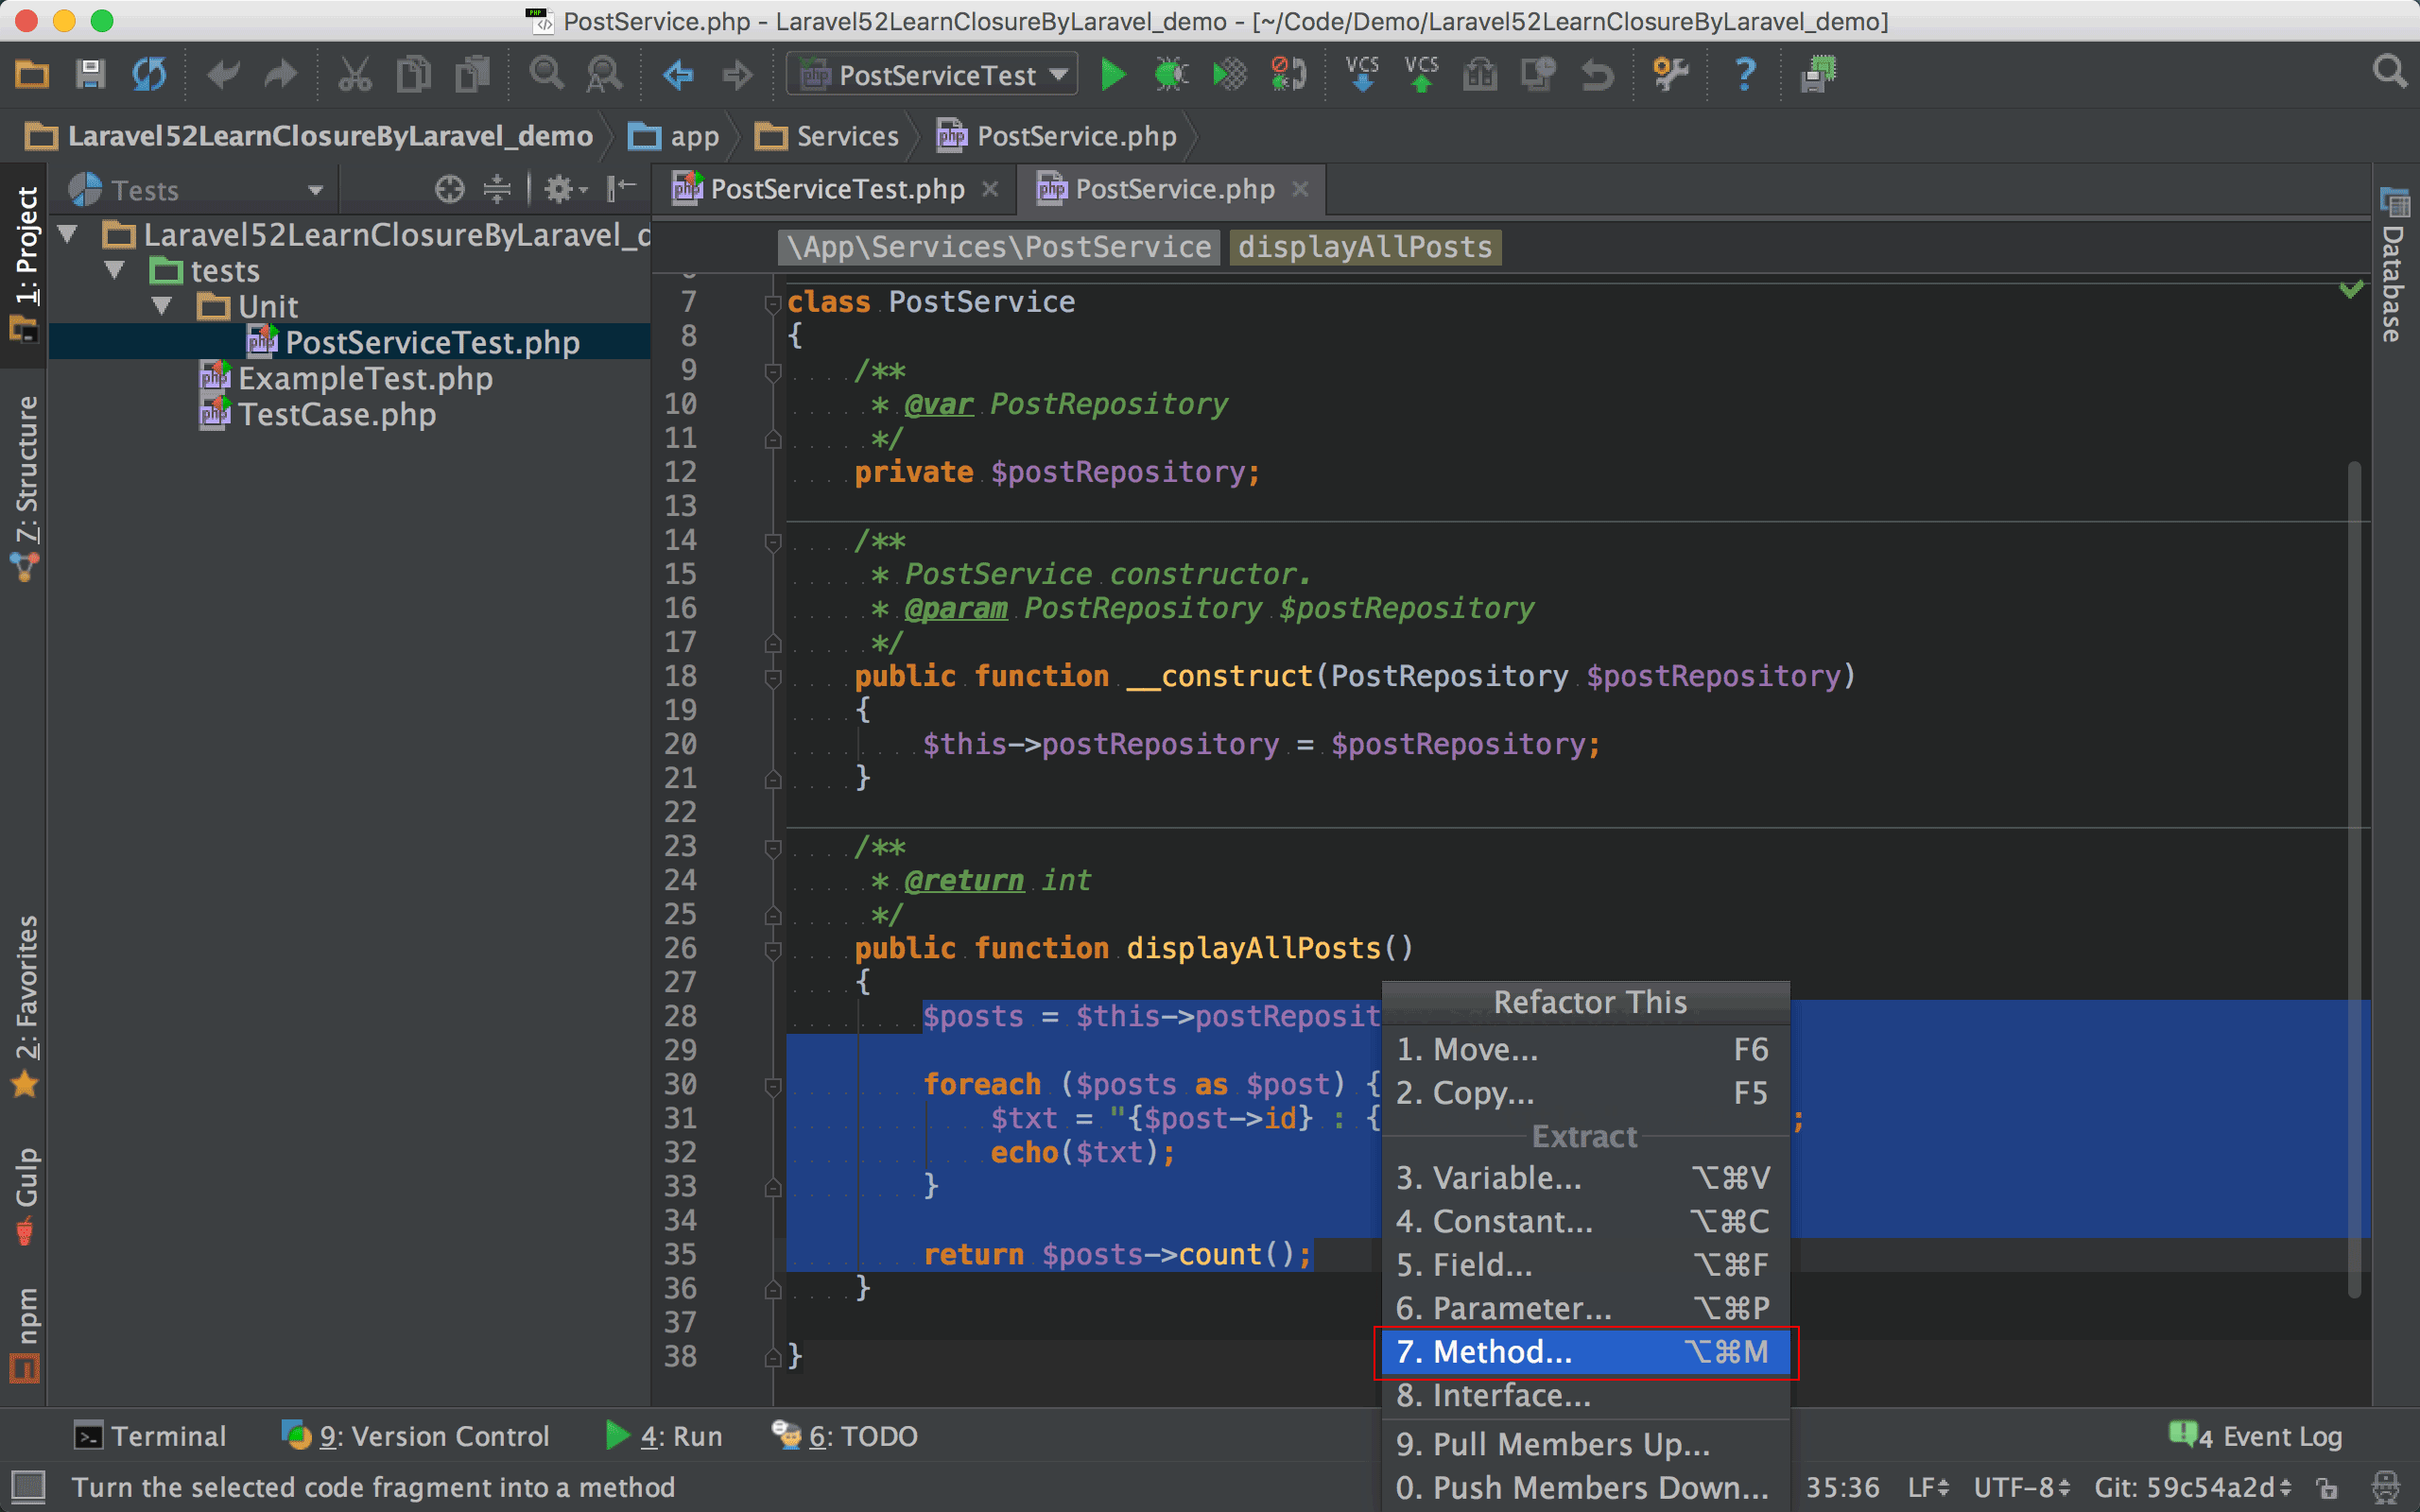 PostService.php - Laravel52LearnClosureByLaravel_demo - [~/Code/Demo/Laravel52LearnClosureByLaravel_demo]
PostServiceTest
VCS VCS
?
Laravel52LearnClosureByLaravel_demo app Services PostService.php
1: Project
7: Structure
2: Favorites
Gulp
npm
Tests
Laravel52LearnClosureByLaravel_d
tests
Unit
PostServiceTest.php
ExampleTest.php
TestCase.php
PostServiceTest.php PostService.php
\App\Services\PostService displayAllPosts
7 class PostService
8 {
9 /**
10 * @var PostRepository
11 */
12 private $postRepository;
13
14 /**
15 * PostService constructor.
16 * @param PostRepository $postRepository
17 */
18 public function __construct(PostRepository $postRepository)
19 {
20 $this->postRepository = $postRepository;
21 }
22
23 /**
24 * @return int
25 */
26 public function displayAllPosts()
27 {
28 $posts = $this->postReposit
29
30 foreach ($posts as $post) {
31 $txt = "{$post->id} : { ;
32 echo($txt);
33 }
34
35 return $posts->count();
36 }
37
38 }
Refactor This
1. Move... F6
2. Copy... F5
Extract
3. Variable... ⌥⌘V
4. Constant... ⌥⌘C
5. Field... ⌥⌘F
6. Parameter... ⌥⌘P
7. Method... ⌥⌘M
8. Interface...
9. Pull Members Up...
0. Push Members Down...
Database
Terminal 9: Version Control 4: Run 6: TODO 4 Event Log
Turn the selected code fragment into a method 35:36 LF UTF-8 Git: 59c54a2d